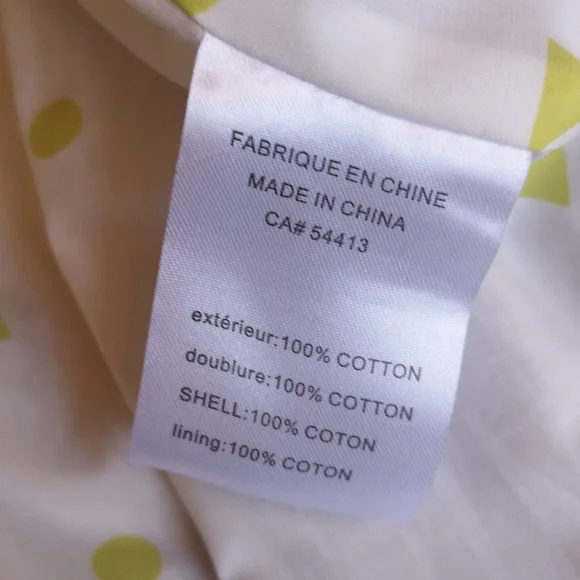 FABRIQUE EN CHINE
MADE IN CHINA
CA# 54413
extérieur:100% COTTON
doublure:100% COTTON
SHELL:100% COTON
lining:100% COTON